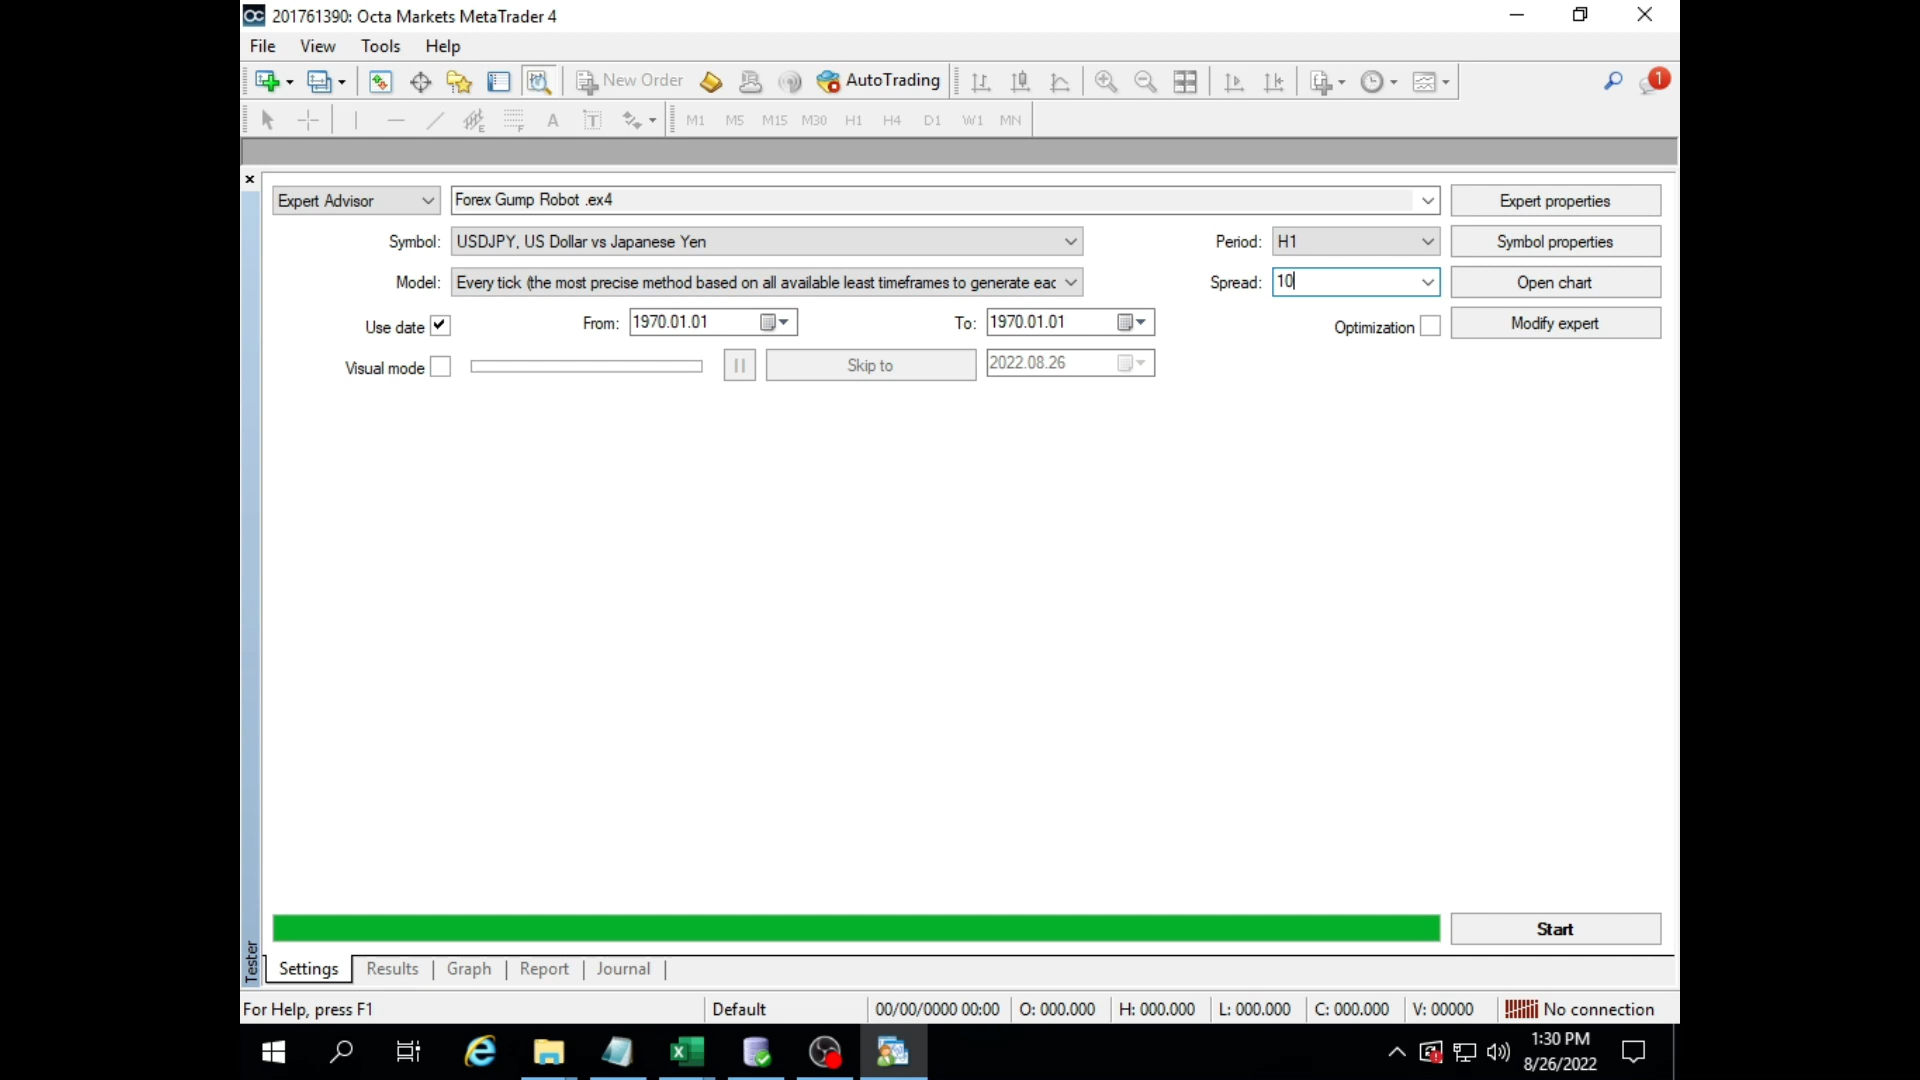 201761390: Octa Markets MetaTrader 4
File View Tools Help
New Order AutoTrading 1
A T M1 M5 M15 M30 H1 H4 D1 W1 MN
Expert Advisor Forex Gump Robot .ex4 Expert properties
Symbol: USDJPY, US Dollar vs Japanese Yen Period: H1 Symbol properties
Model: Every tick (the most precise method based on all available least timeframes to generate eac Spread: 10 Open chart
Use date From: 1970.01.01 To: 1970.01.01 Optimization Modify expert
Visual mode Skip to 2022.08.26
Start
Tester
Settings Results Graph Report Journal
For Help, press F1 Default 00/00/0000 00:00 O: 000.000 H: 000.000 L: 000.000 C: 000.000 V: 00000 No connection
1:30 PM
8/26/2022